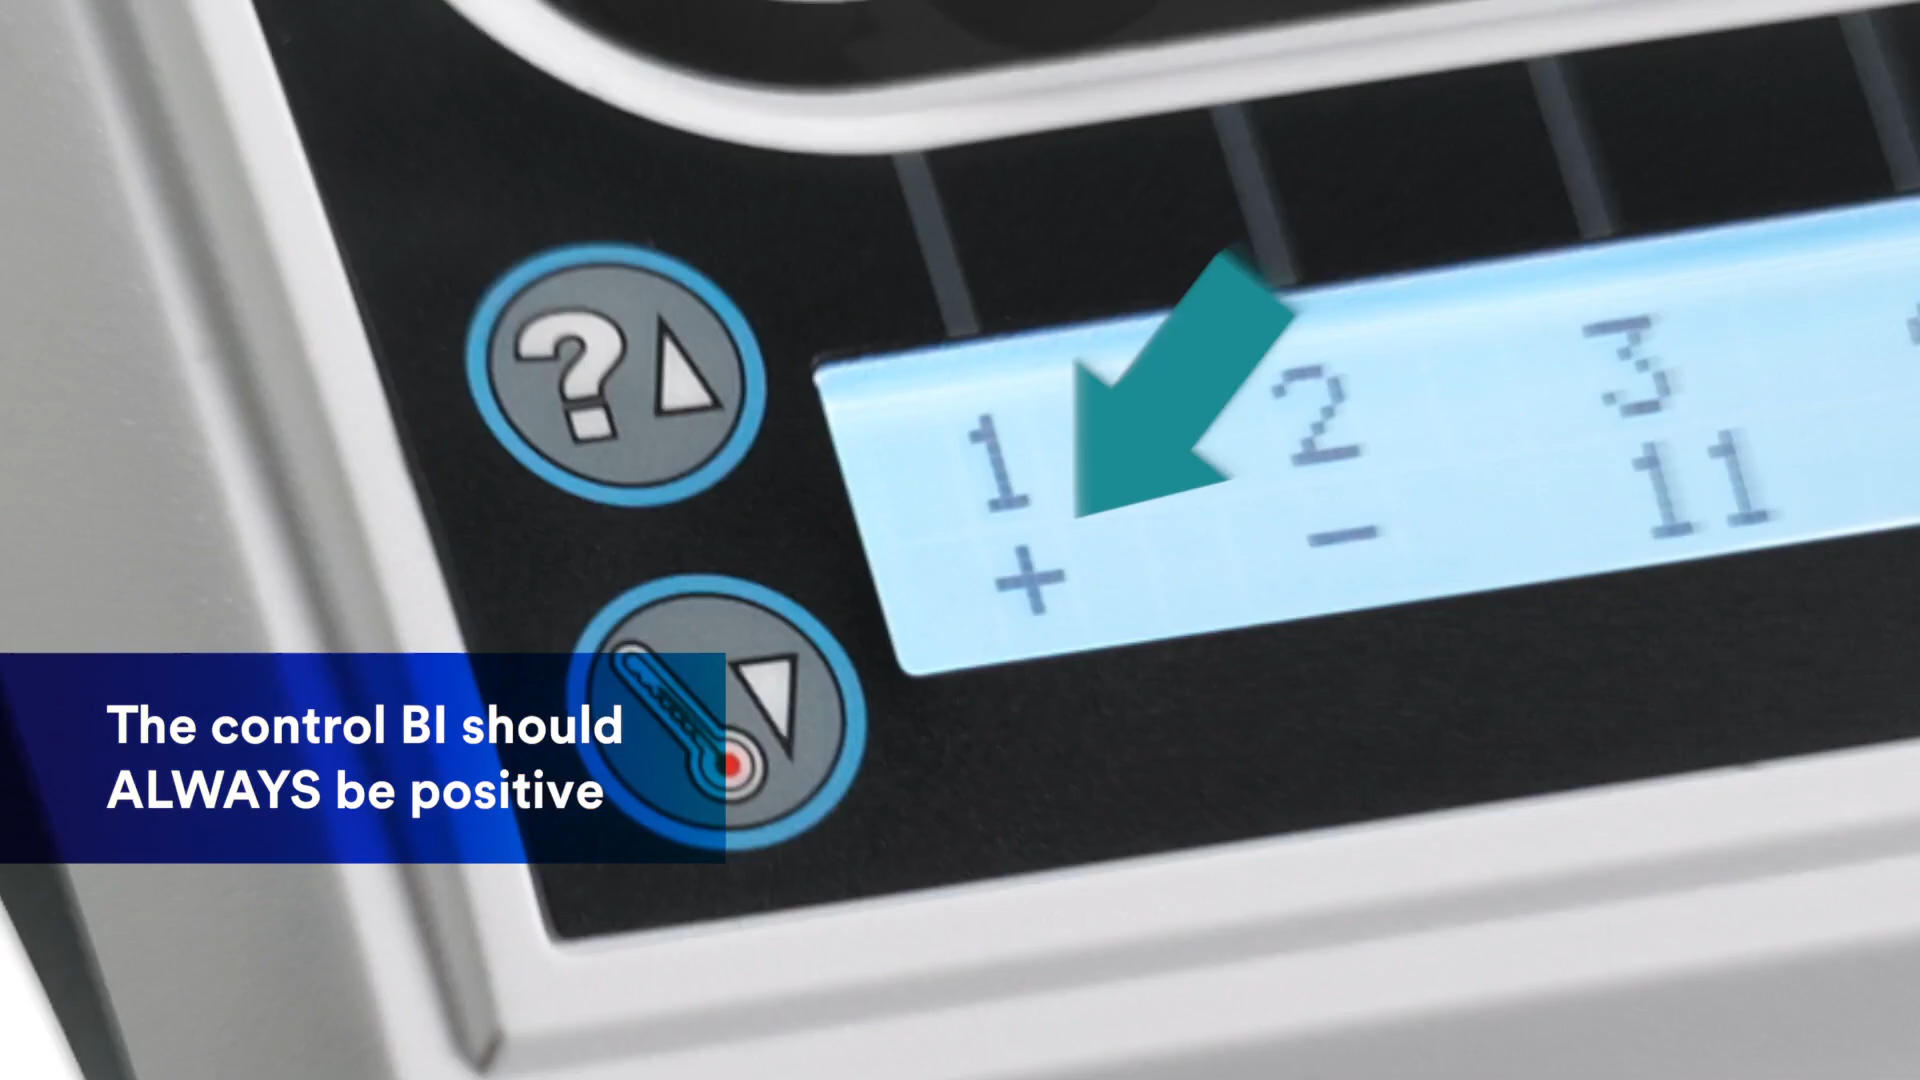 ?
1 2 3
+ - 11
The control BI should
ALWAYS be positive